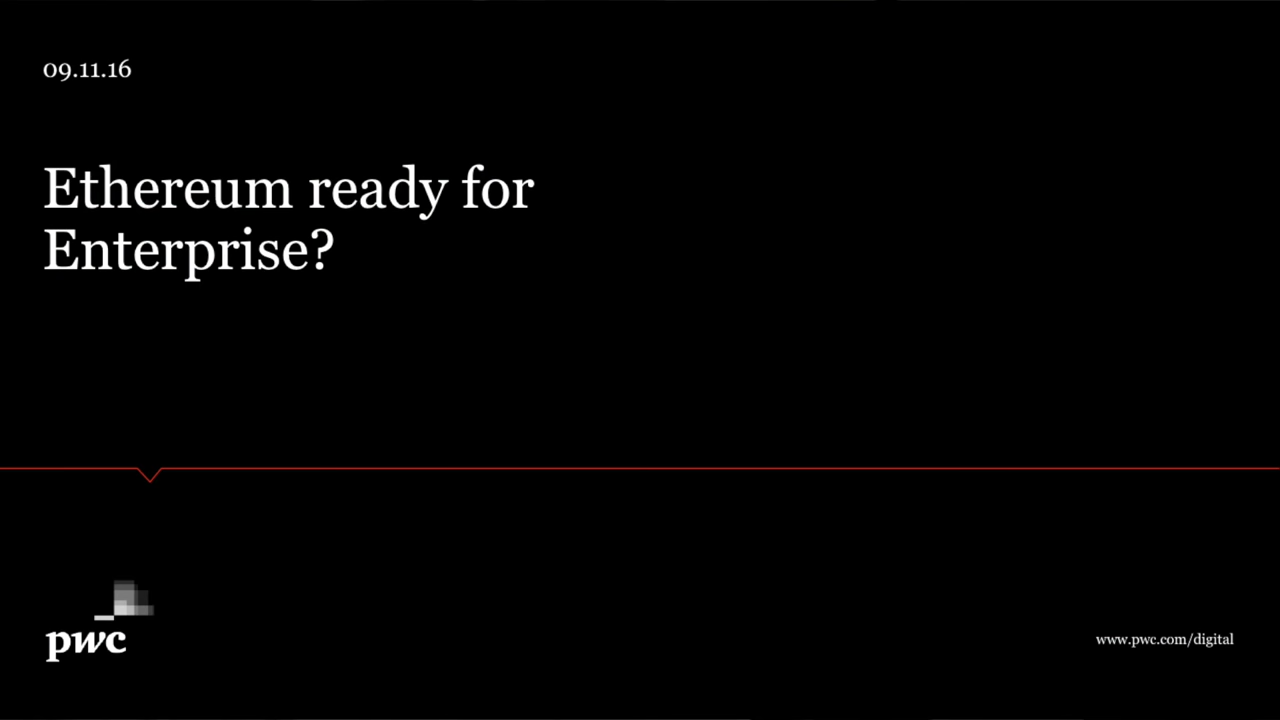 09.11.16
Ethereum ready for
Enterprise?
pwc
www.pwc.com/digital